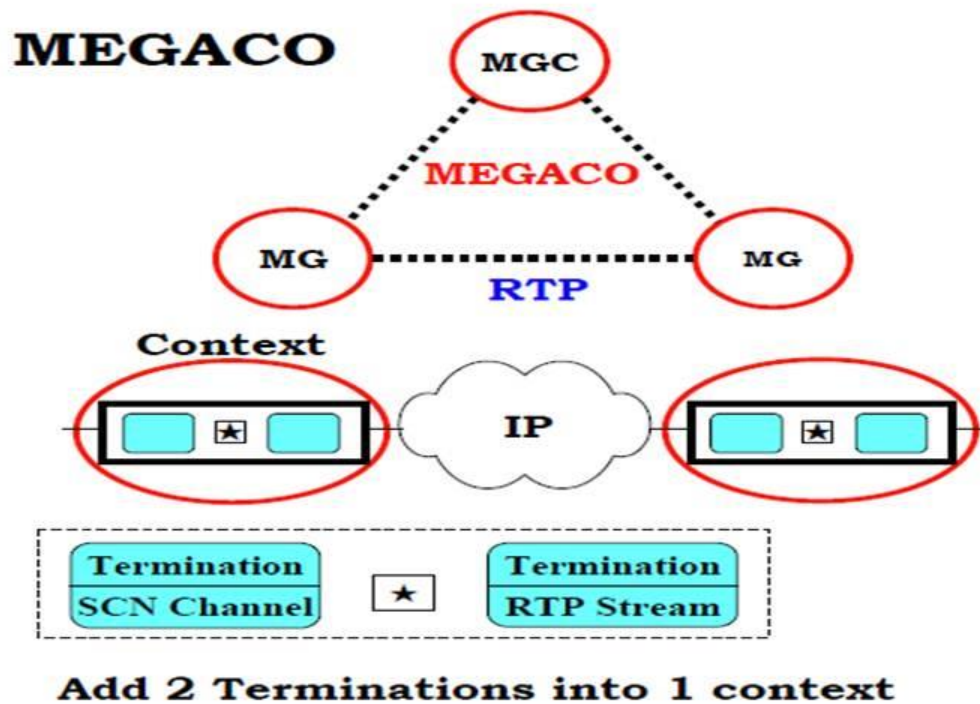 MEGACO
MGC
MEGACO
MG
MG
RTP
Context
IP
Termination
SCN Channel
Termination
RTP Stream
Add 2 Terminations into 1 context